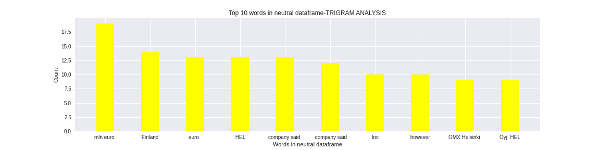 Top 10 words in neutral dataframe-TRIGRAM ANALYSIS
Count
17.5
15.0
12.5
10.0
7.5
5.0
2.5
0.0
mln euro Finland euro HEL company said company said Inc however OMX Helsinki Oyj HEL
Words in neutral dataframe